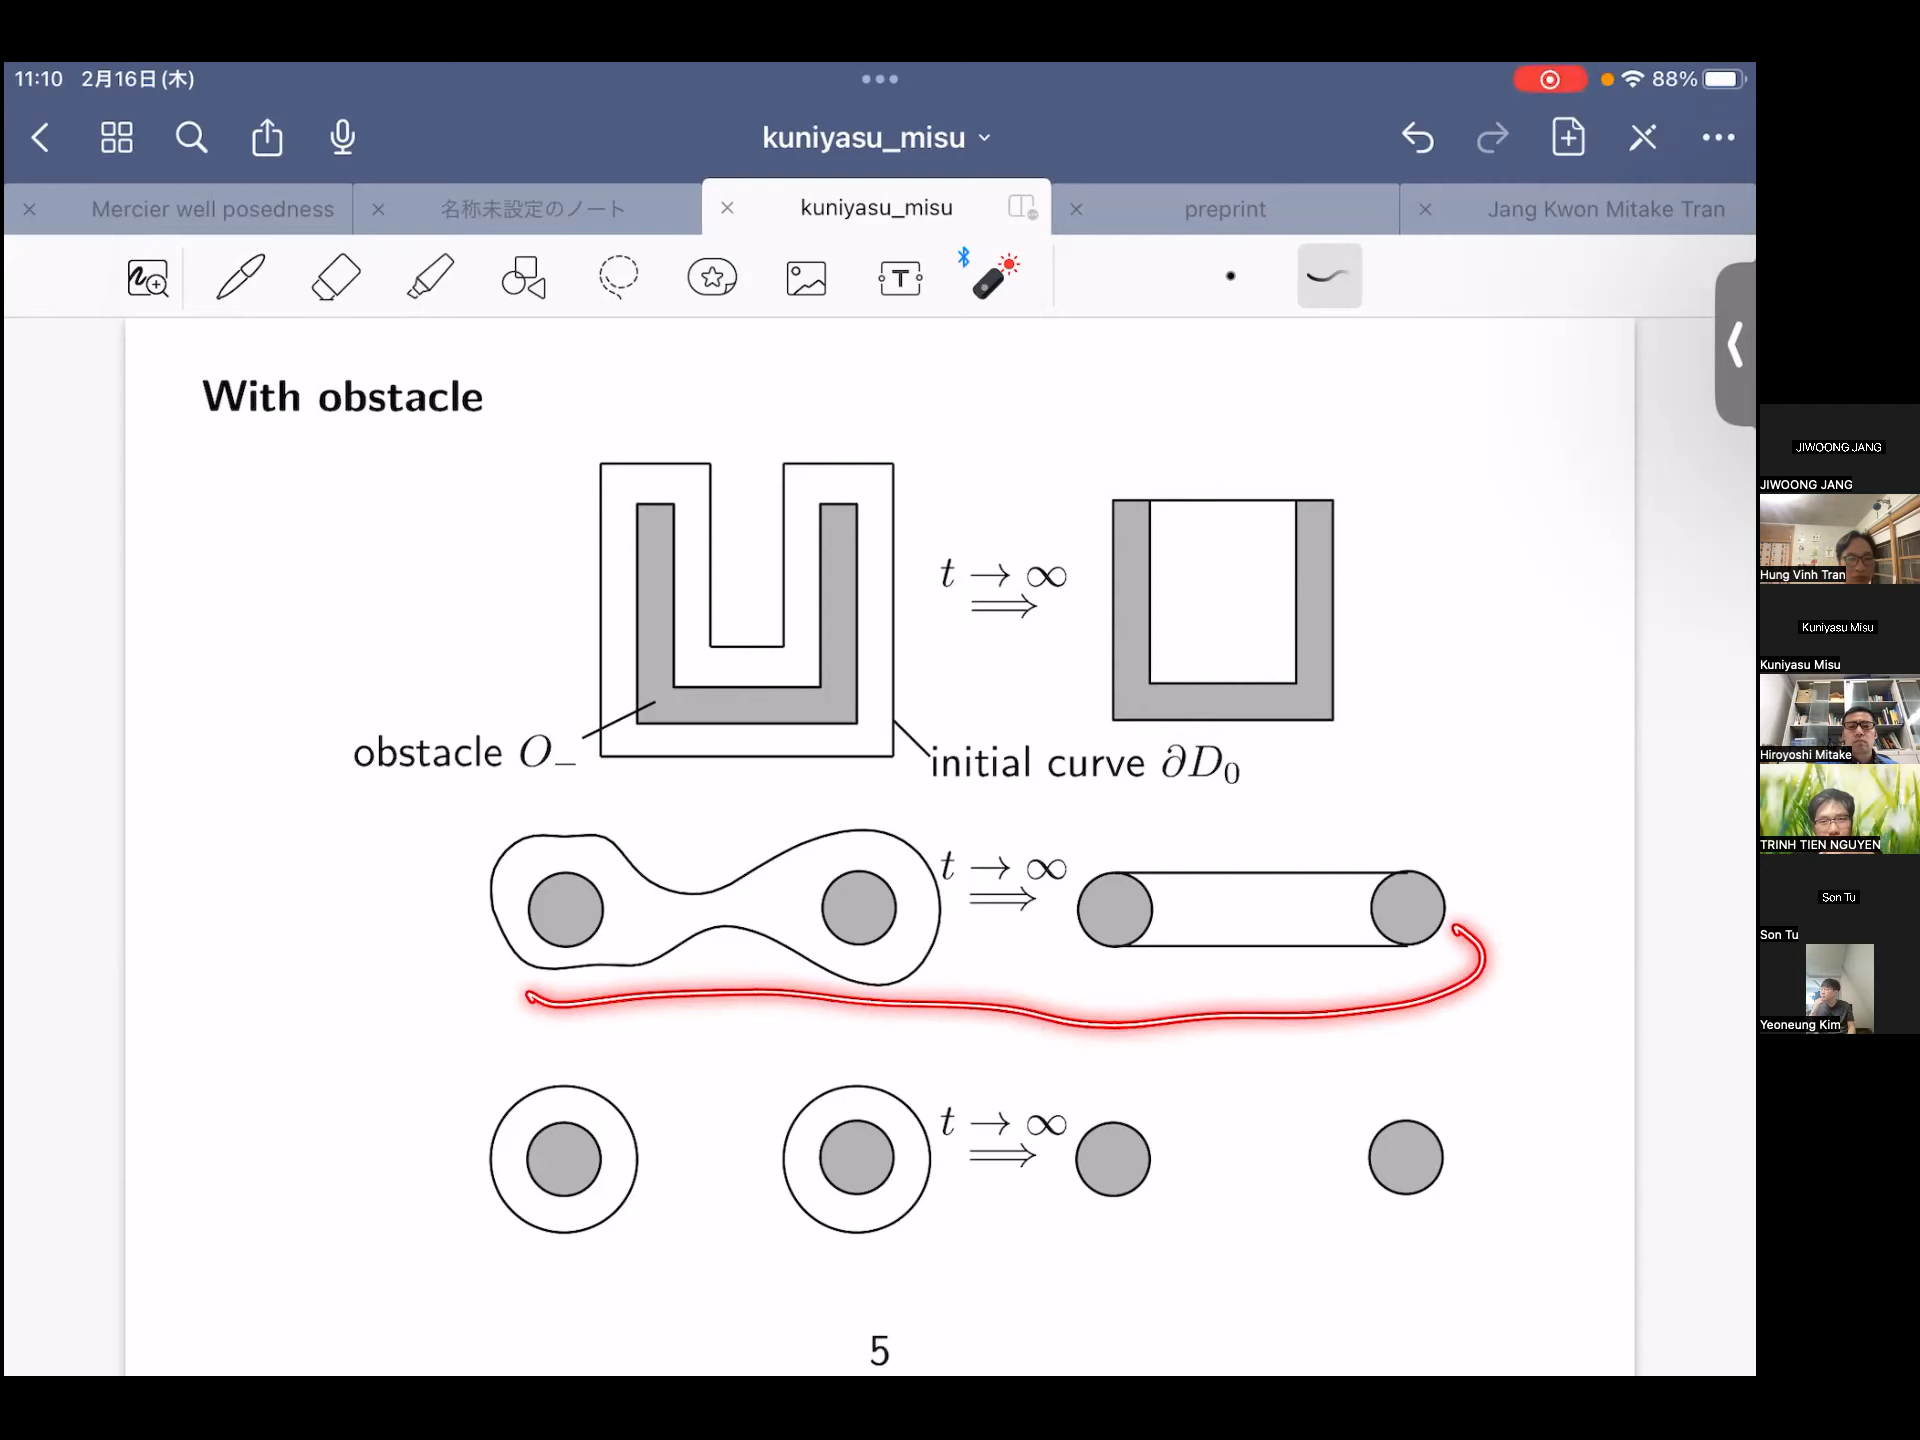 11:10 2月16日(木)
88%
kuniyasu_misu
Mercier well posedness
名称未設定のノート
kuniyasu_misu
preprint
Jang Kwon Mitake Tran
T
With obstacle
t → ∞
⟹
obstacle O_
initial curve ∂D₀
t → ∞
⟹
t → ∞
⟹
5
JIWOONG JANG
JIWOONG JANG
Hung Vinh Tran
Kuniyasu Misu
Kuniyasu Misu
Hiroyoshi Mitake
TRINH TIEN NGUYEN
Son Tu
Son Tu
Yeoneung Kim